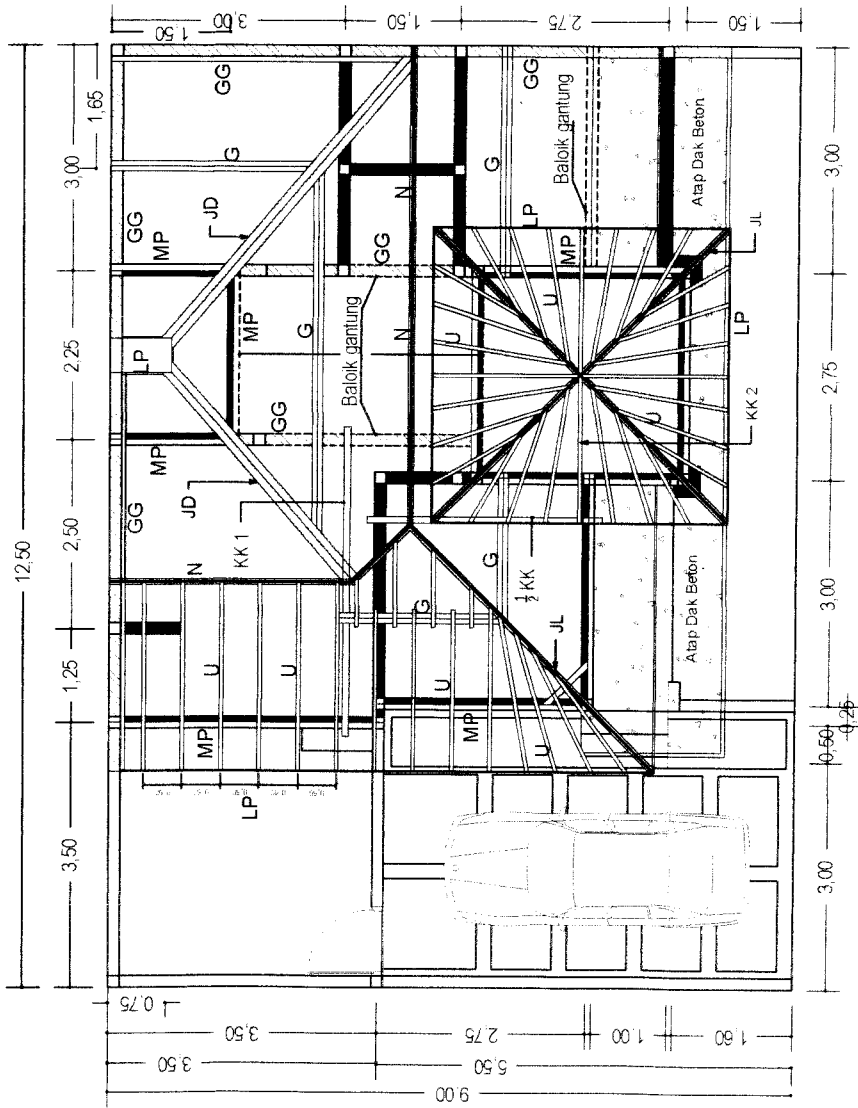 12,50
3,00
2,25
2,50
1,25
3,50
1,65
3,00
1,50
1,50
2,75
1,50
GG
GG
G
GG
MP
JD
GG
N
GG
G
Baloik gantung
LP
MP
Atap Dak Beton
JL
LP
MP
G
N
U
U
LP
Baloik gantung
MP
GG
U
U
KK 2
GG
JD
KK 1
N
G
G
1/2 KK
JL
Atap Dak Beton
U
U
U
MP
MP
U
LP
0,75
3,50
2,75
1,00
1,60
3,50
5,50
9,00
3,00
2,75
3,00
0,25
0,50
3,00